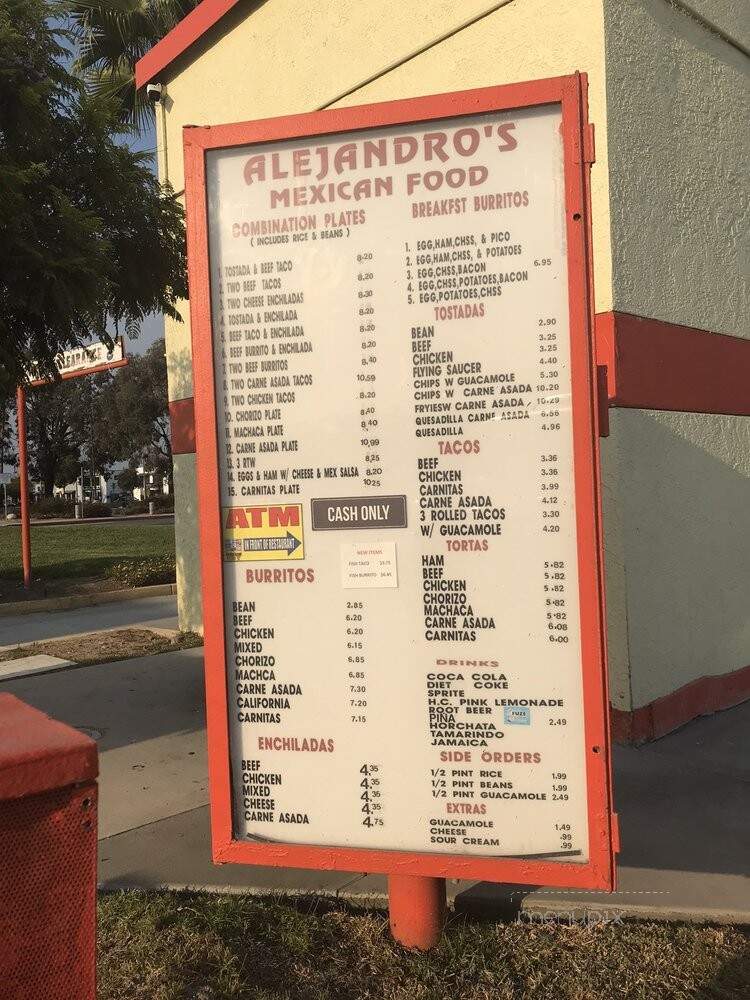 CLEARANCE
ALEJANDRO'S
MEXICAN FOOD
COMBINATION PLATES
( INCLUDES RICE & BEANS )
1. TOSTADA & BEEF TACO 8.20
2. TWO BEEF TACOS 8.20
3. TWO CHEESE ENCHILADAS 8.30
4. TOSTADA & ENCHILADA 8.20
5. BEEF TACO & ENCHILADA 8.20
6. BEEF BURRITO & ENCHILADA 8.20
7. TWO BEEF BURRITOS 8.40
8. TWO CARNE ASADA TACOS 10.59
9. TWO CHICKEN TACOS 8.20
10. CHORIZO PLATE 8.40
11. MACHACA PLATE 8.40
12. CARNE ASADA PLATE 10.99
13. 3 RTW 8.25
14. EGGS & HAM W/ CHEESE & MEX SALSA 8.20
15. CARNITAS PLATE 10.25
ATM
IN FRONT OF RESTAURANT
CASH ONLY
NEW ITEMS
FISH TACO $3.75
FISH BURRITO
BURRITOS
BEAN 2.85
BEEF 6.20
CHICKEN 6.20
MIXED 6.15
CHORIZO 6.85
MACHCA 6.85
CARNE ASADA 7.30
CALIFORNIA 7.20
CARNITAS 7.15
ENCHILADAS
BEEF 4.35
CHICKEN 4.35
MIXED 4.35
CHEESE 4.35
CARNE ASADA 4.75
BREAKFST BURRITOS
1. EGG,HAM,CHSS, & PICO
2. EGG,HAM,CHSS, & POTATOES
3. EGG,CHSS,BACON 6.95
4. EGG,CHSS,POTATOES,BACON
5. EGG,POTATOES,CHSS
TOSTADAS
BEAN 2.90
BEEF 3.25
CHICKEN 3.25
FLYING SAUCER 4.40
CHIPS W GUACAMOLE 5.30
CHIPS W CARNE ASADA 10.20
FRYIESW CARNE ASADA 10.29
QUESADILLA CARNE ASADA 6.56
QUESADILLA 4.96
TACOS
BEEF 3.36
CHICKEN 3.36
CARNITAS 3.99
CARNE ASADA 4.12
3 ROLLED TACOS 3.30
W/ GUACAMOLE 4.20
TORTAS
HAM 5.82
BEEF 5.82
CHICKEN 5.82
CHORIZO 5.82
MACHACA 5.82
CARNE ASADA 6.08
CARNITAS 6.00
DRINKS
COCA COLA
DIET COKE
SPRITE
H.C. PINK LEMONADE
ROOT BEER FUZE
PIÑA 2.49
HORCHATA
TAMARINDO
JAMAICA
SIDE ORDERS
1/2 PINT RICE 1.99
1/2 PINT BEANS 1.99
1/2 PINT GUACAMOLE 2.49
EXTRAS
GUACAMOLE 1.49
CHEESE .99
SOUR CREAM .99
menupix